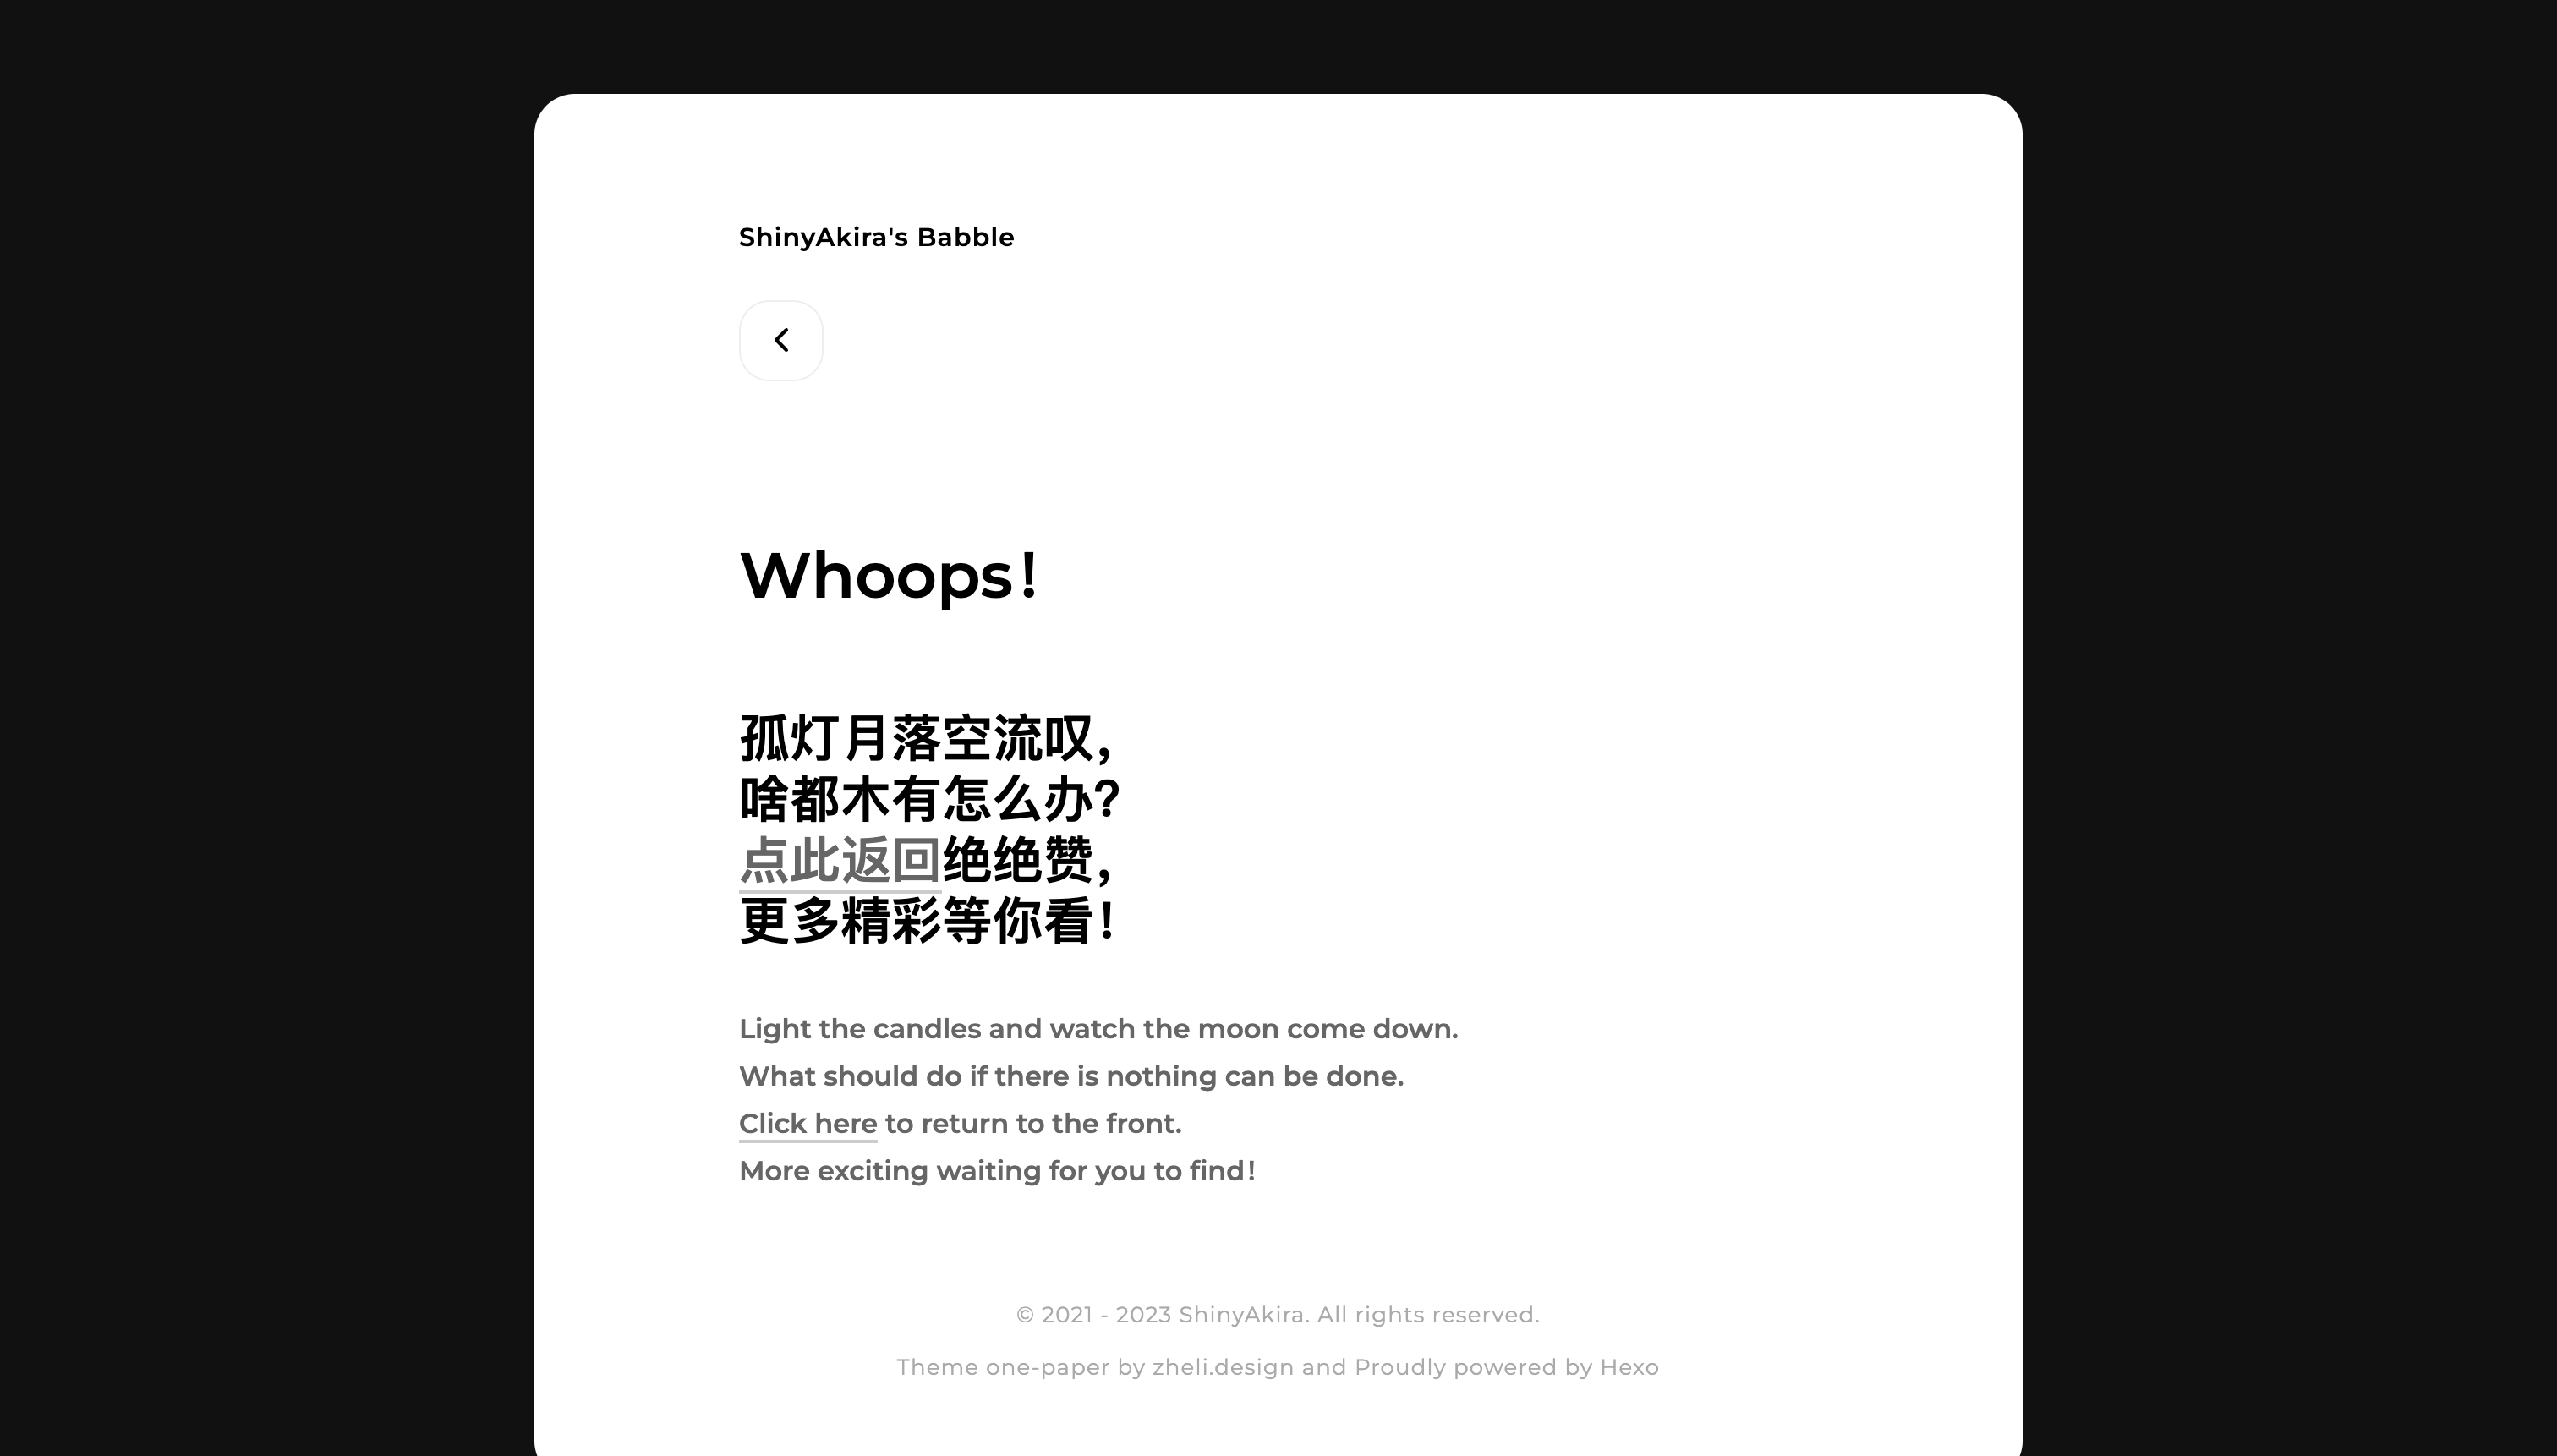 ShinyAkira's Babble
Whoops！
孤灯月落空流叹，
啥都木有怎么办？
点此返回绝绝赞，
更多精彩等你看！
Light the candles and watch the moon come down.
What should do if there is nothing can be done.
Click here to return to the front.
More exciting waiting for you to find！
© 2021 - 2023 ShinyAkira. All rights reserved.
Theme one-paper by zheli.design and Proudly powered by Hexo